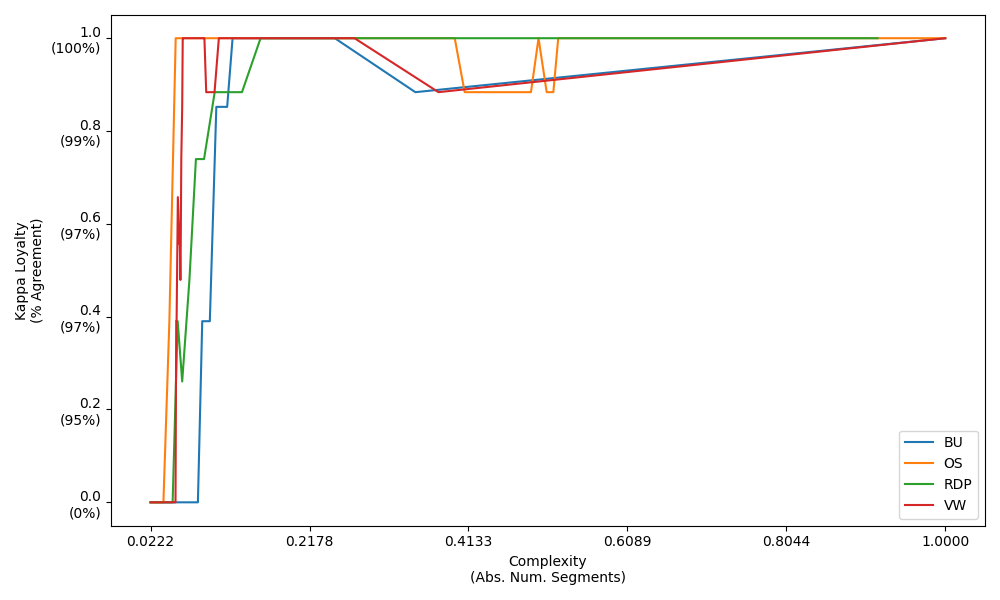 1.0
(100%)
0.8
(99%)
0.6
(97%)
0.4
(97%)
0.2
(95%)
0.0
(0%)
Kappa Loyalty
(% Agreement)
0.0222 0.2178 0.4133 0.6089 0.8044 1.0000
Complexity
(Abs. Num. Segments)
BU
OS
RDP
VW